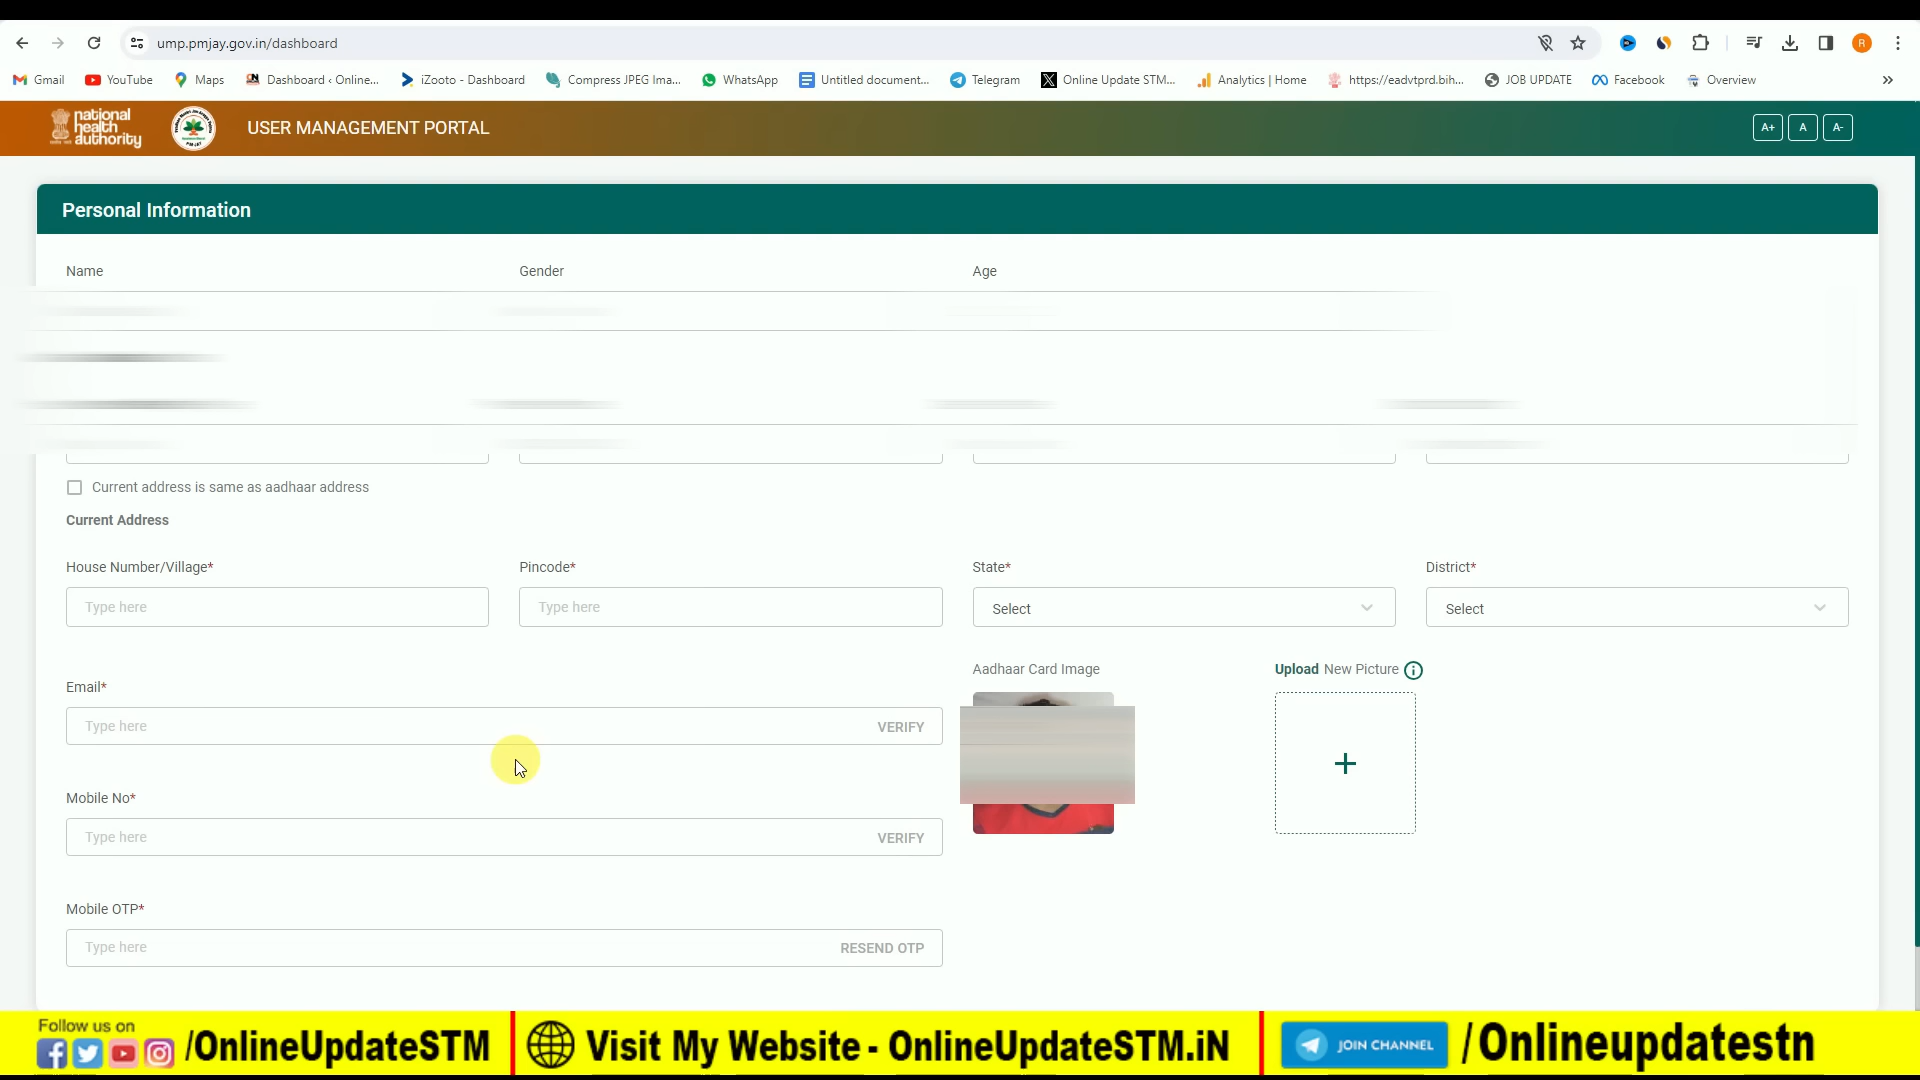 ump.pmjay.gov.in/dashboard
R
Gmail YouTube Maps Dashboard ‹ Online... iZooto - Dashboard Compress JPEG Ima... WhatsApp Untitled document... Telegram Online Update STM... Analytics | Home https://eadvtprd.bih... JOB UPDATE Facebook Overview »
national health authority
USER MANAGEMENT PORTAL
A+ A A-
Personal Information
Name Gender Age
Current address is same as aadhaar address
Current Address
House Number/Village* Pincode* State* District*
Type here Type here Select Select
Aadhaar Card Image Upload New Picture
Email*
Type here VERIFY
Mobile No*
Type here VERIFY
Mobile OTP*
Type here RESEND OTP
Follow us on
/OnlineUpdateSTM Visit My Website - OnlineUpdateSTM.iN JOIN CHANNEL /Onlineupdatestn